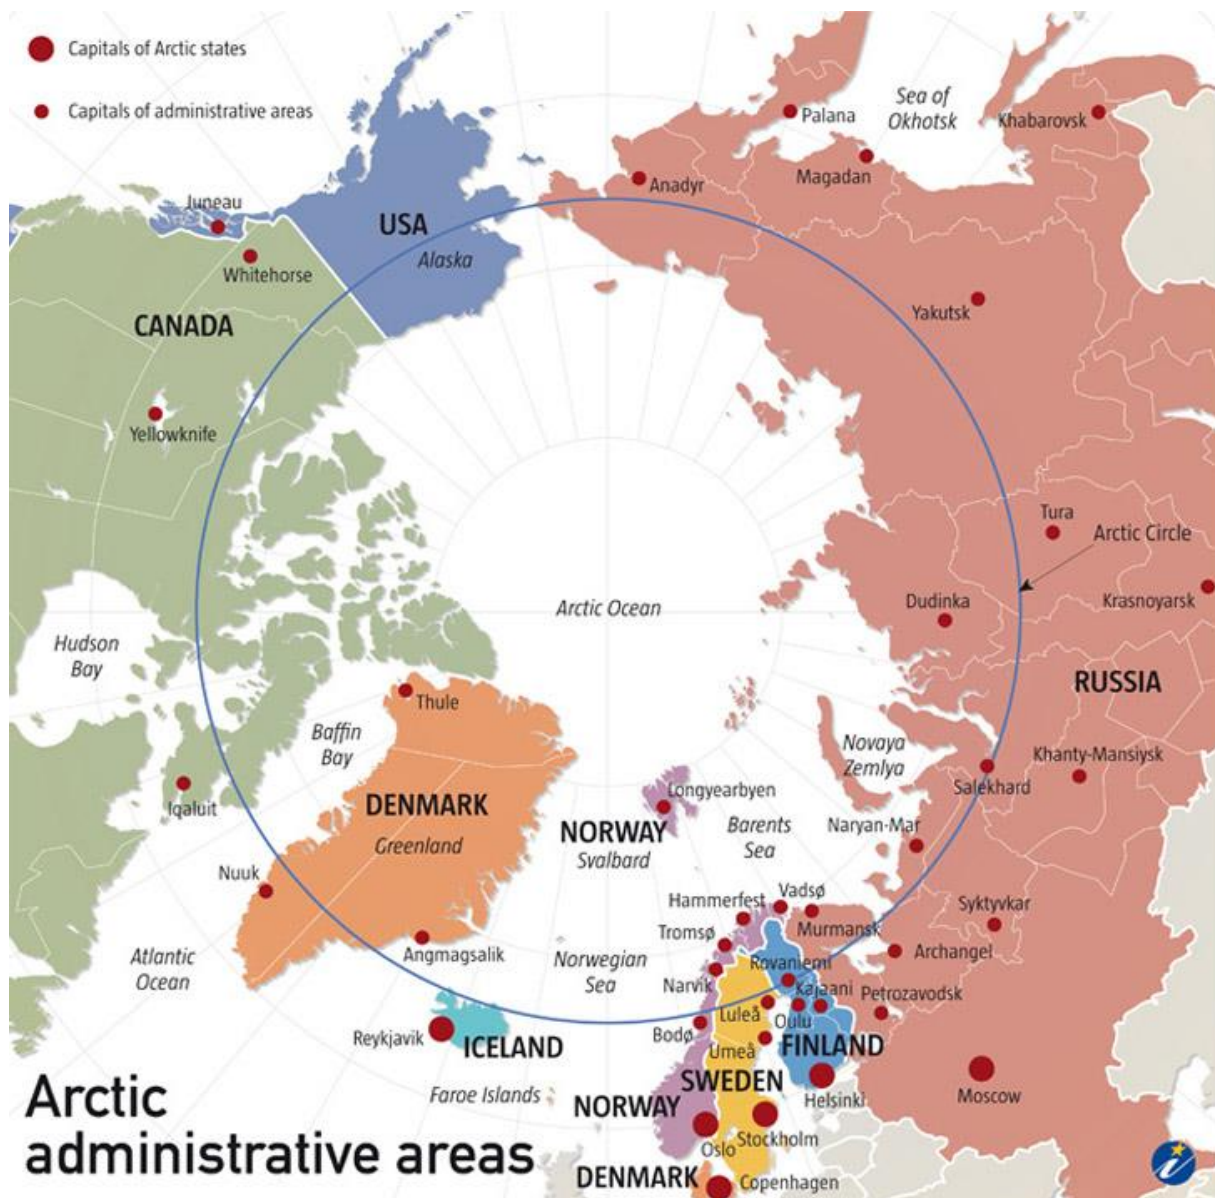 Capitals of Arctic states
Capitals of administrative areas
Sea of
Okhotsk
Palana
Khabarovsk
Magadan
Anadyr
Juneau
USA
Alaska
Whitehorse
CANADA
Yakutsk
Yellowknife
Tura
Arctic Circle
Arctic Ocean
Dudinka
Krasnoyarsk
Hudson
Bay
RUSSIA
Thule
Baffin
Bay
Novaya
Zemlya
Khanty-Mansiysk
Salekhard
Iqaluit
DENMARK
Greenland
Longyearbyen
NORWAY
Svalbard
Barents
Sea
Naryan-Mar
Nuuk
Hammerfest
Vadsø
Murmansk
Syktyvkar
Tromsø
Archangel
Angmagsalik
Atlantic
Ocean
Norwegian
Sea
Rovaniemi
Narvik
Kajaani
Petrozavodsk
Luleå
Oulu
Reykjavik
ICELAND
Bodø
Umeå
FINLAND
SWEDEN
Faroe Islands
Helsinki
Moscow
NORWAY
Oslo
Stockholm
DENMARK
Copenhagen
Arctic
administrative areas
i